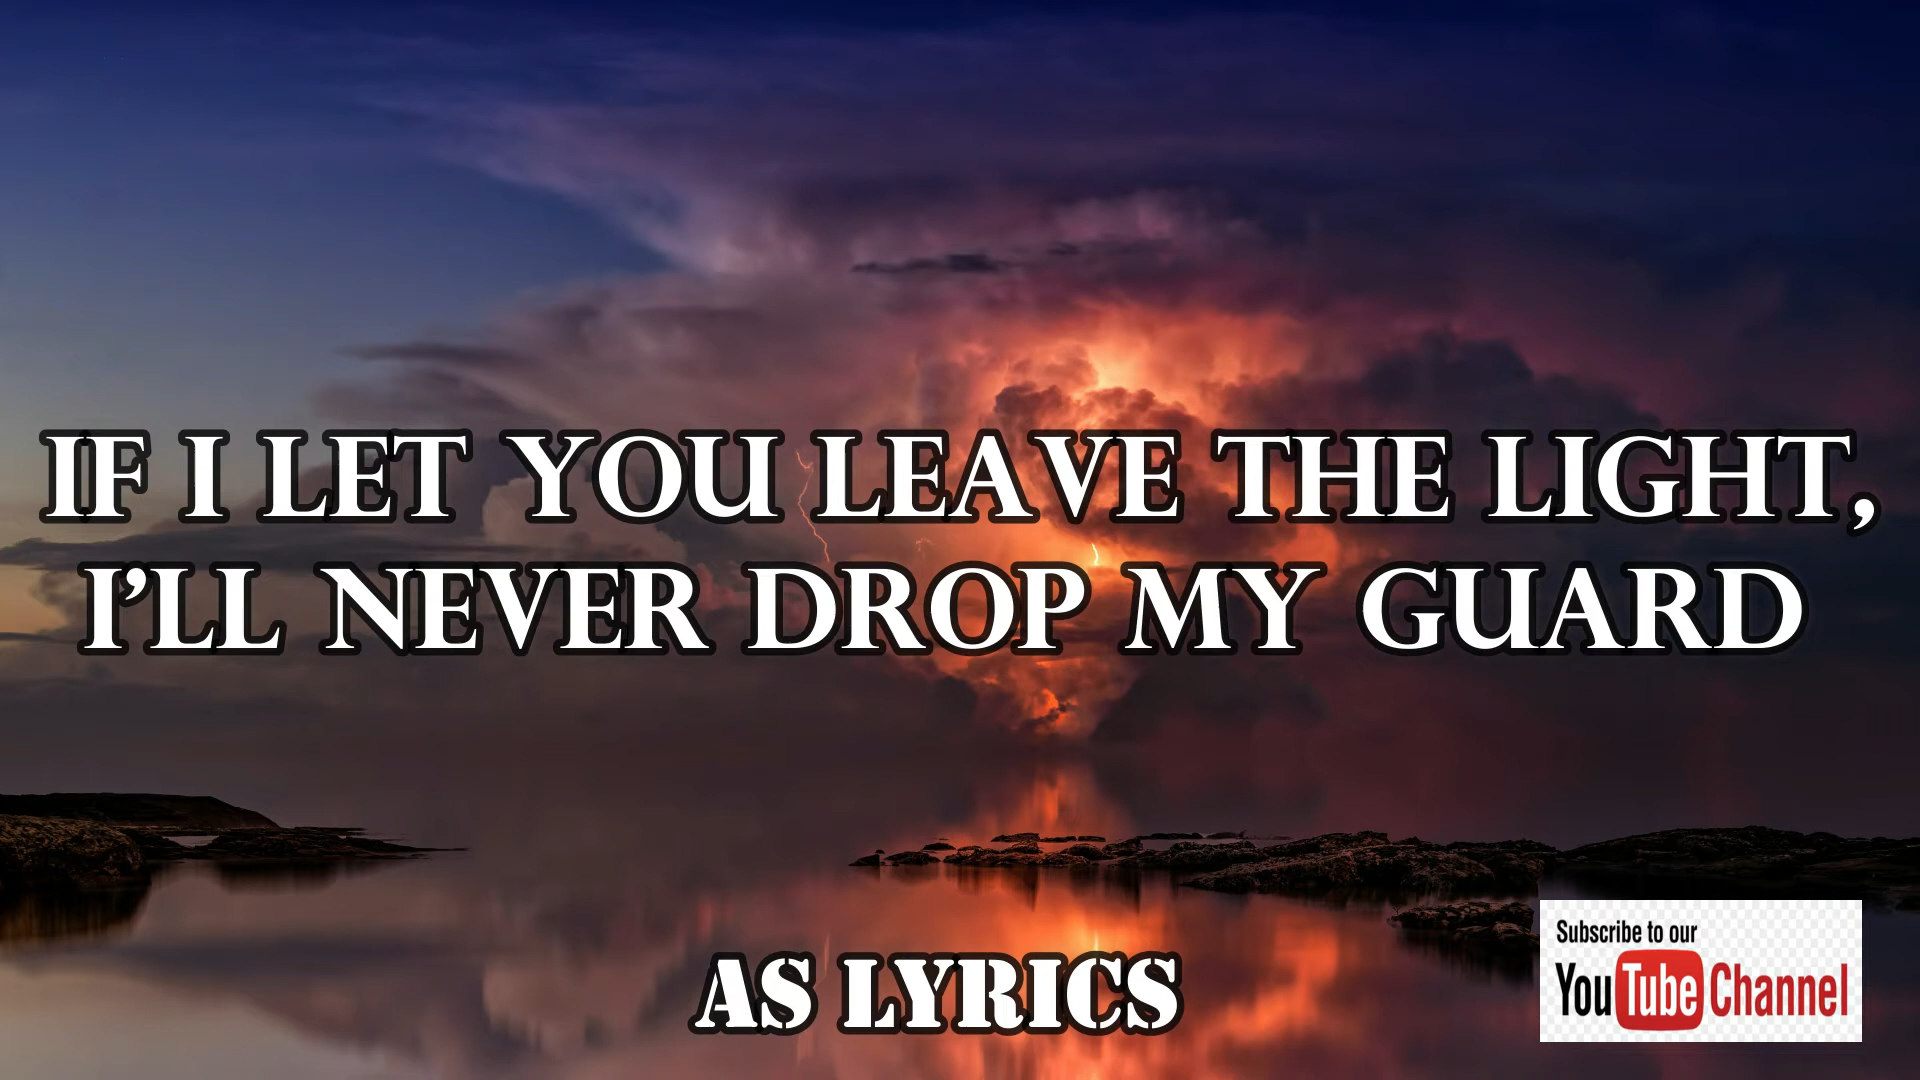 IF I LET YOU LEAVE THE LIGHT,
I'LL NEVER DROP MY GUARD
AS LYRICS
Subscribe to our
YouTube Channel